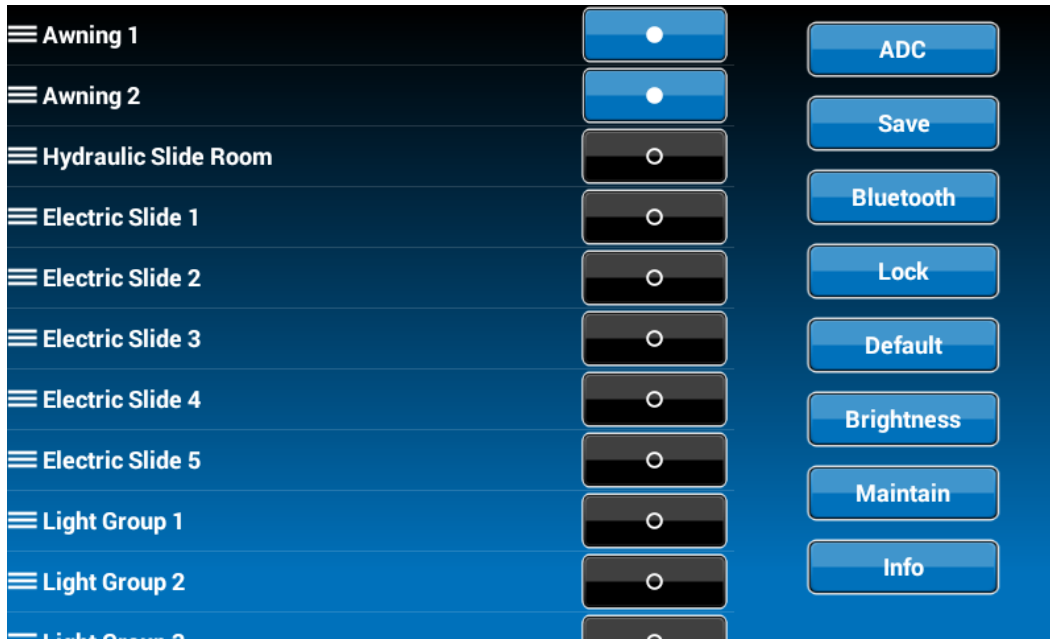 Awning 1
Awning 2
Hydraulic Slide Room
Electric Slide 1
Electric Slide 2
Electric Slide 3
Electric Slide 4
Electric Slide 5
Light Group 1
Light Group 2
ADC
Save
Bluetooth
Lock
Default
Brightness
Maintain
Info